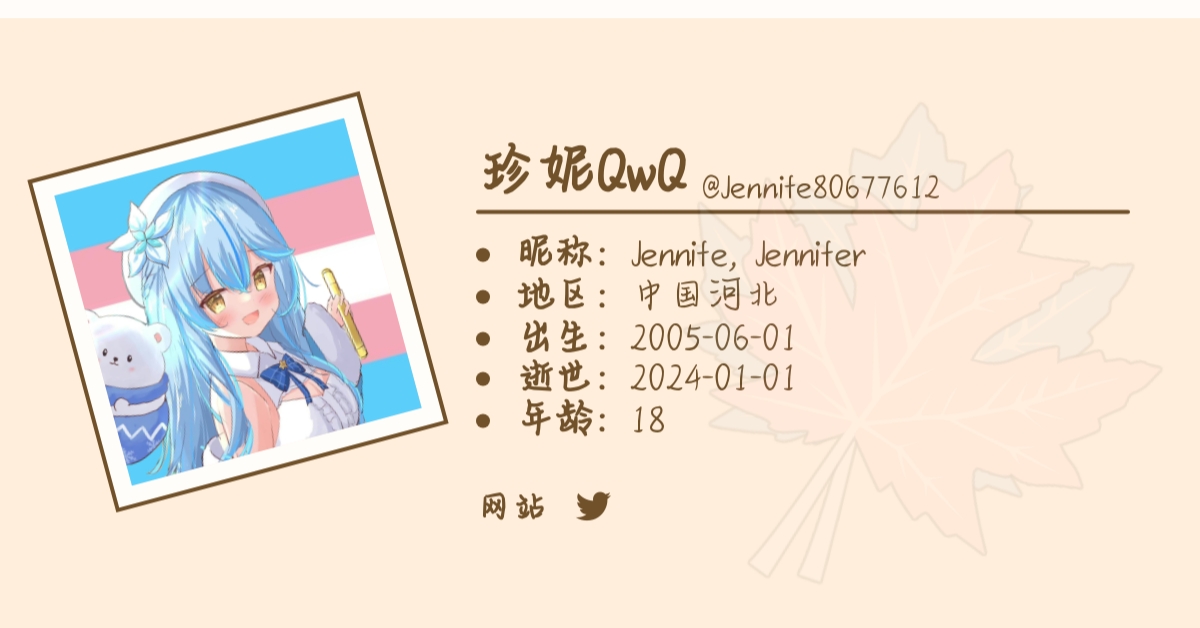 珍妮QwQ @Jennife80677612
昵称： Jennife, Jennifer
地区： 中国河北
出生： 2005-06-01
逝世： 2024-01-01
年龄： 18
网站